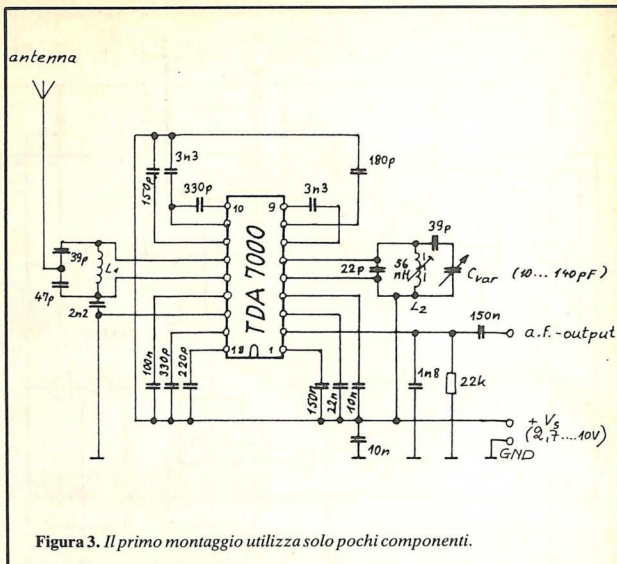 antenna
3n3
150p
330p
180p
3n3
10
9
TDA 7000
39p
L1
47p
2n2
22p
56
nH
L2
39p
Cvar (10... 140pF)
150n
a.f.-output
100n
330p
220p
18
1
150n
22n
10n
1n8
22k
+ Vs
(2,7....10V)
GND
10n
Figura 3. Il primo montaggio utilizza solo pochi componenti.